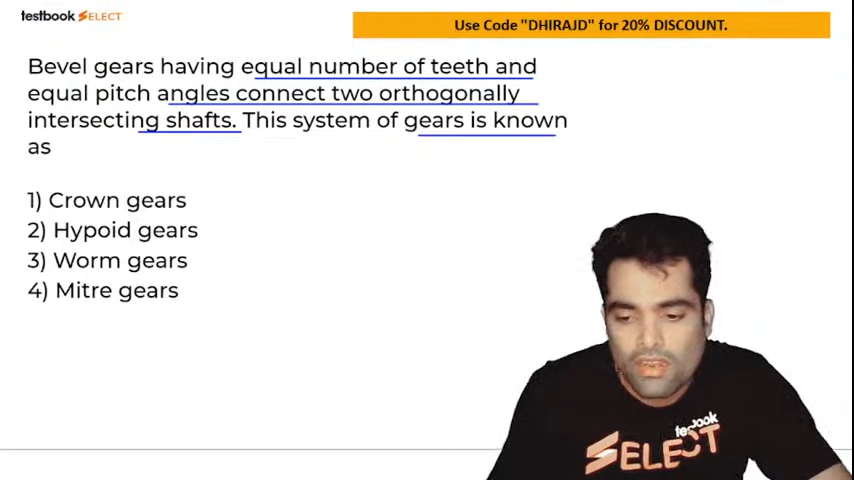 testbook SELECT
Use Code "DHIRAJD" for 20% DISCOUNT.
Bevel gears having equal number of teeth and
equal pitch angles connect two orthogonally
intersecting shafts. This system of gears is known
as
1) Crown gears
2) Hypoid gears
3) Worm gears
4) Mitre gears
testbook
SELECT